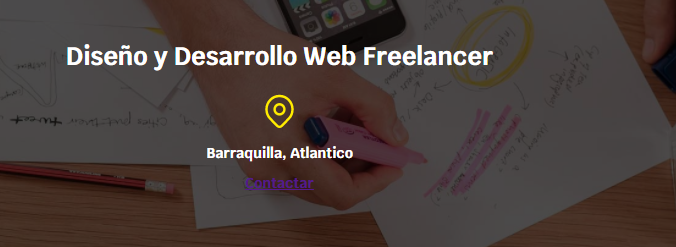 Diseño y Desarrollo Web Freelancer
Barraquilla, Atlantico
Contactar